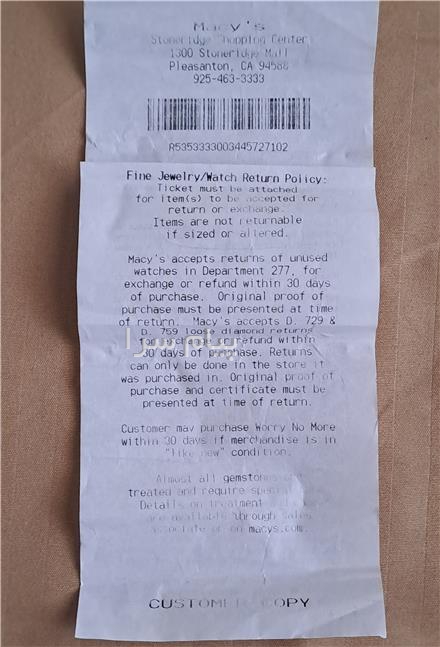 Macy's
Stoneridge Shopping Center
1300 Stoneridge Mall
Pleasanton, CA 94588
925-463-3333
R5353333003445727102
Fine Jewelry/Watch Return Policy:
Ticket must be attached
for item(s) to be accepted for
return or exchange.
Items are not returnable
if sized or altered.
Macy's accepts returns of unused
watches in Department 277, for
exchange or refund within 30 days
of purchase. Original proof of
purchase must be presented at time
of return. Macy's accepts D. 729 &
D. 759 loose diamond returns
for exchange or refund within
30 days of purchase. Returns
can only be done in the store it
was purchased in. Original proof of
purchase and certificate must be
presented at time of return.
Customer may purchase Worry No More
within 30 days if merchandise is in
"like new" condition.
Almost all gemstones
treated and require
Details on treatment
are available through sales
associate or on macys.com.
CUSTOMER COPY
پیام سرا